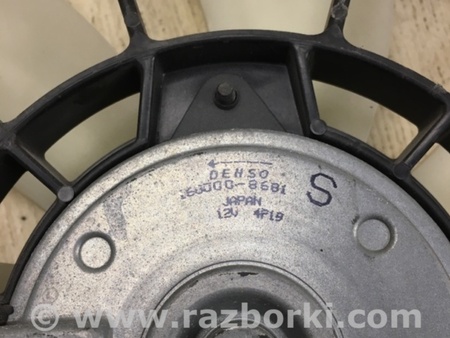 DENSO
168000-8681
JAPAN
12V 4P19
S
© www.razborki.com